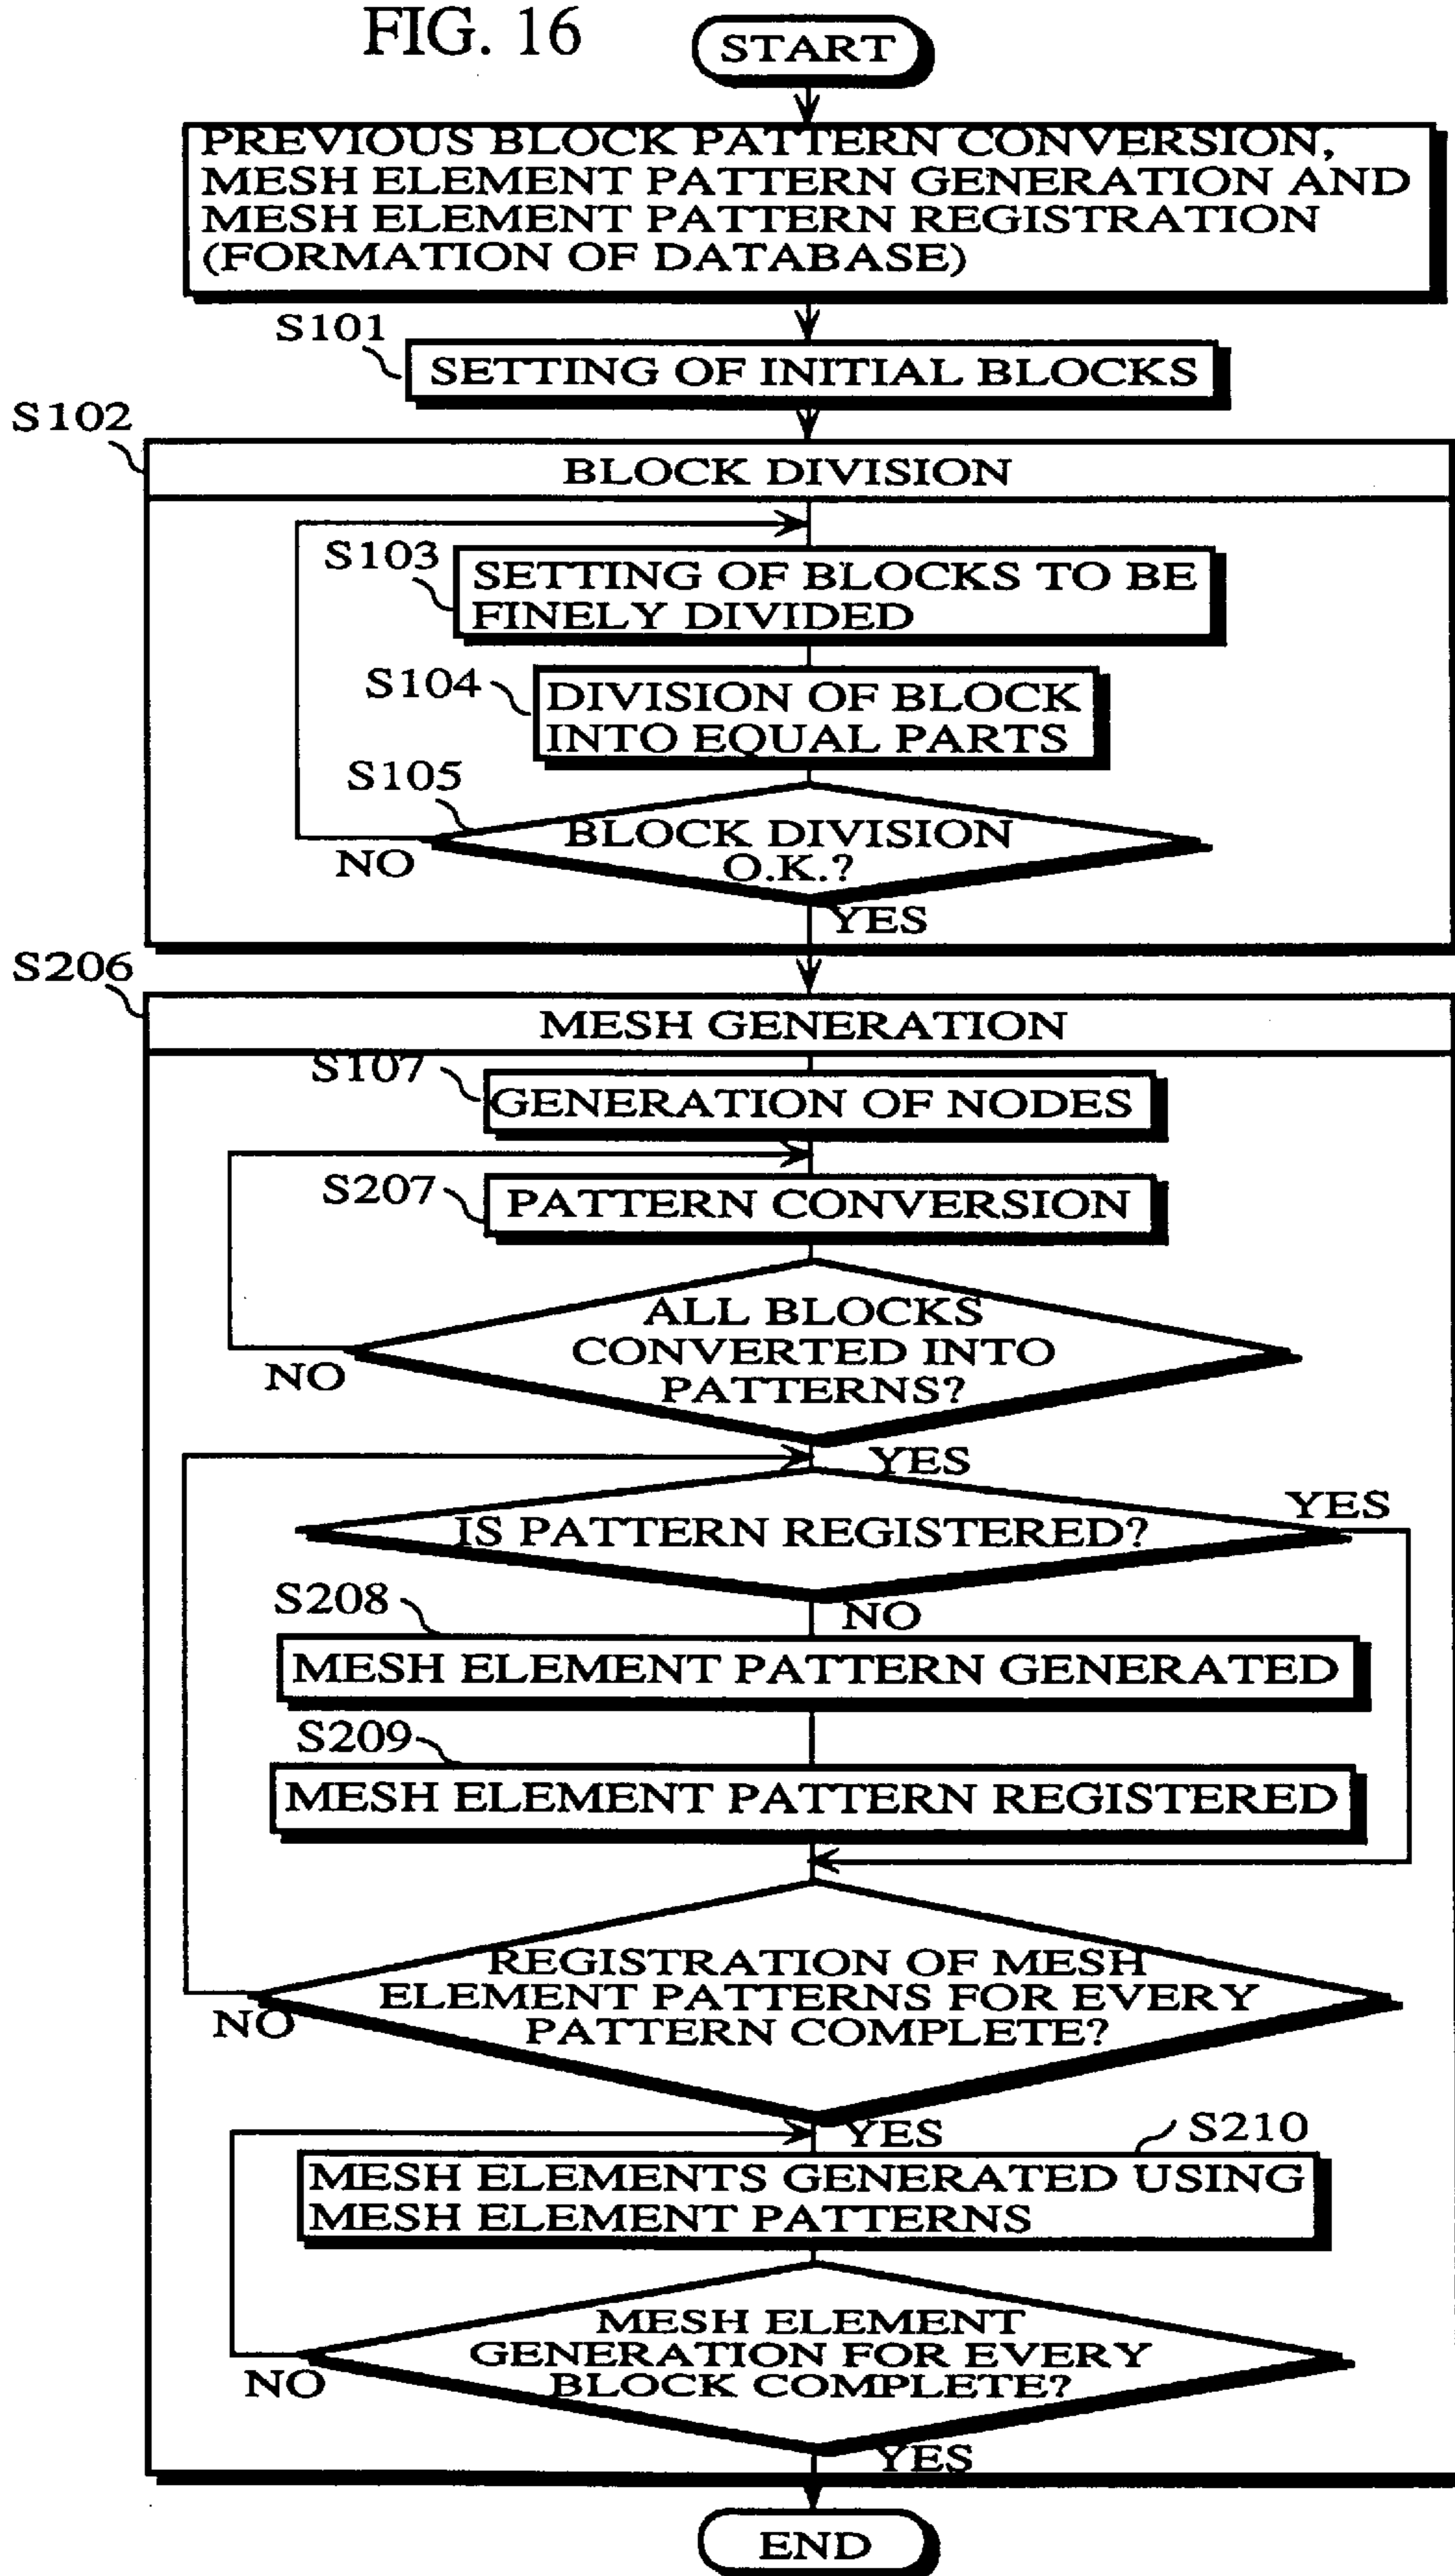 FIG. 16
START
PREVIOUS BLOCK PATTERN CONVERSION,
MESH ELEMENT PATTERN GENERATION AND
MESH ELEMENT PATTERN REGISTRATION
(FORMATION OF DATABASE)
S101
SETTING OF INITIAL BLOCKS
S102
BLOCK DIVISION
S103
SETTING OF BLOCKS TO BE
FINELY DIVIDED
S104
DIVISION OF BLOCK
INTO EQUAL PARTS
S105
BLOCK DIVISION
O.K.?
NO
YES
S206
MESH GENERATION
S107
GENERATION OF NODES
S207
PATTERN CONVERSION
ALL BLOCKS
CONVERTED INTO
PATTERNS?
NO
YES
IS PATTERN REGISTERED?
YES
NO
S208
MESH ELEMENT PATTERN GENERATED
S209
MESH ELEMENT PATTERN REGISTERED
REGISTRATION OF MESH
ELEMENT PATTERNS FOR EVERY
PATTERN COMPLETE?
NO
YES
S210
MESH ELEMENTS GENERATED USING
MESH ELEMENT PATTERNS
MESH ELEMENT
GENERATION FOR EVERY
BLOCK COMPLETE?
NO
YES
END